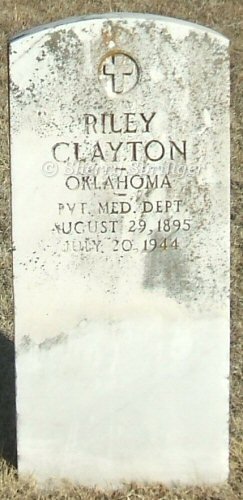 RILEY
CLAYTON
OKLAHOMA
PVT. MED. DEPT.
AUGUST 29, 1895
JULY 20, 1944